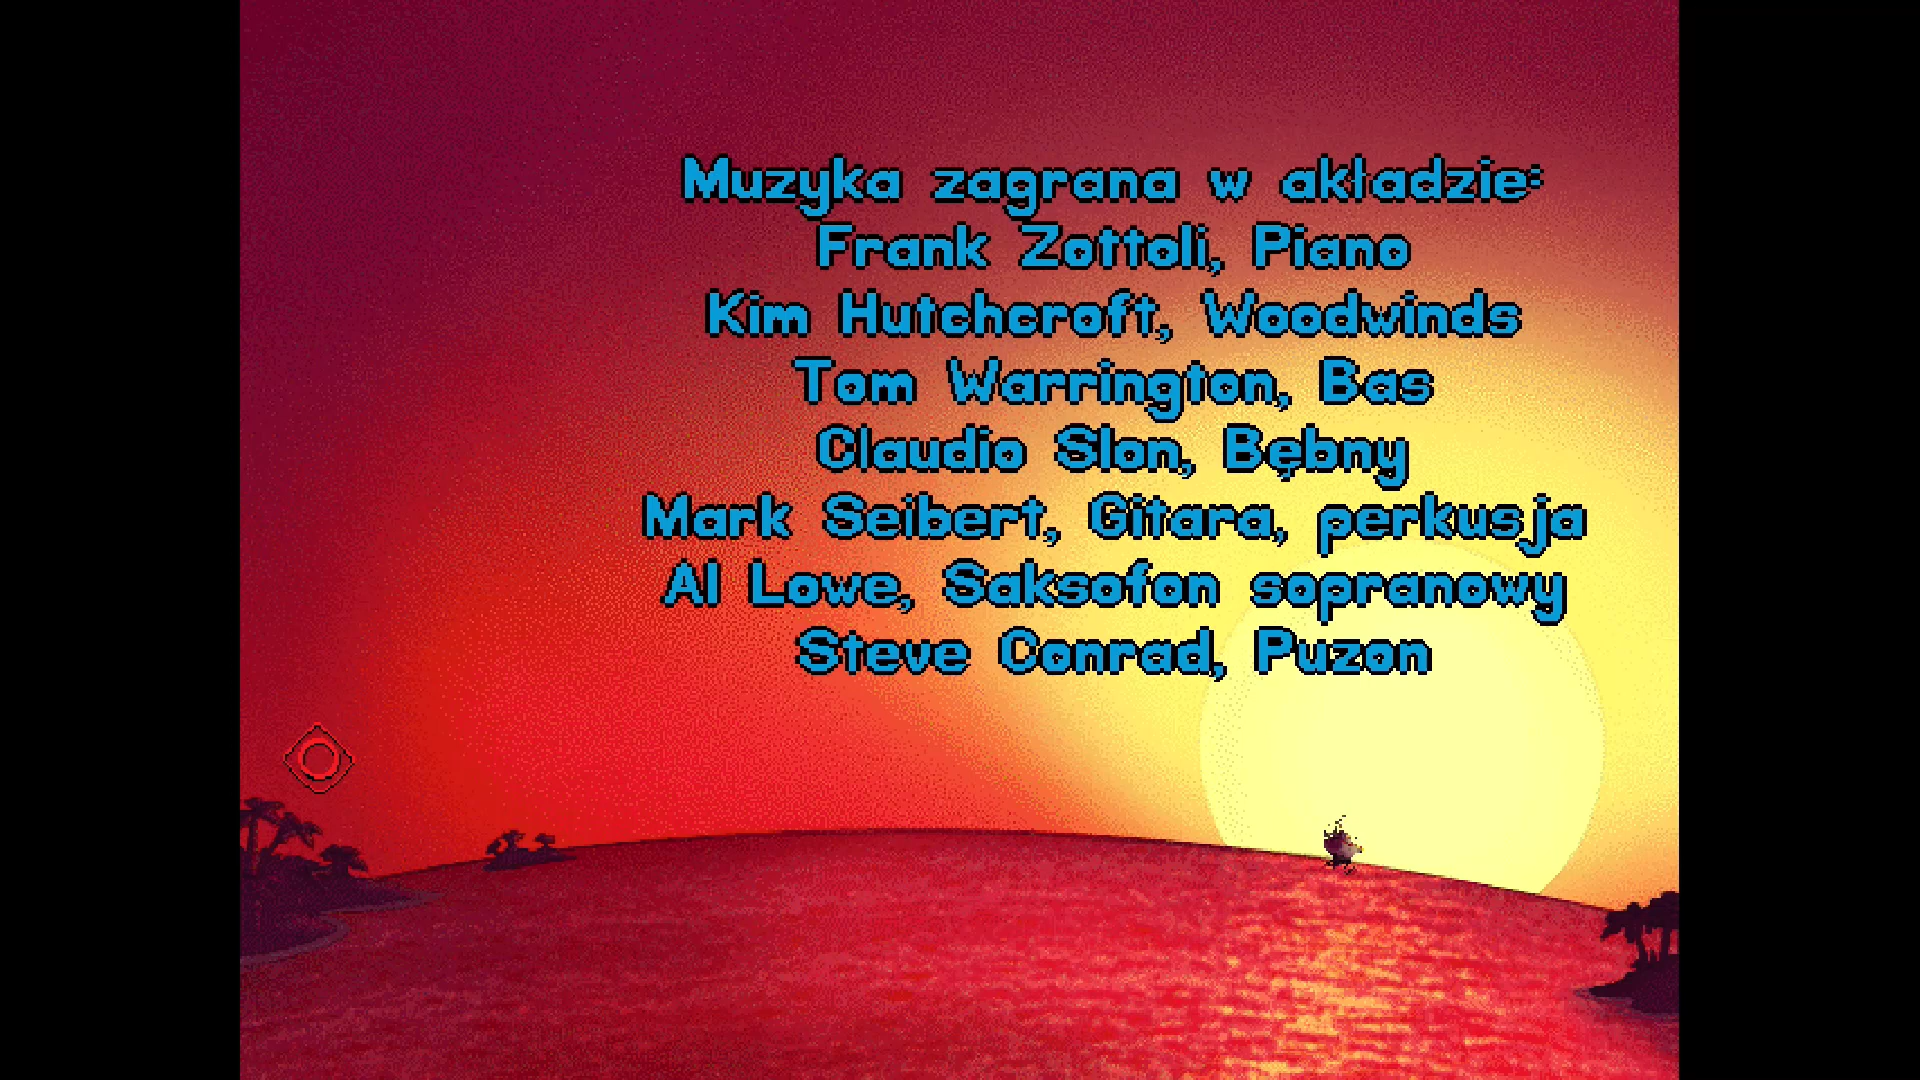 Muzyka zagrana w akładzie:
Frank Zottoli, Piano
Kim Hutchcroft, Woodwinds
Tom Warrington, Bas
Claudio Slon, Bębny
Mark Seibert, Gitara, perkusja
Al Lowe, Saksofon sopranowy
Steve Conrad, Puzon